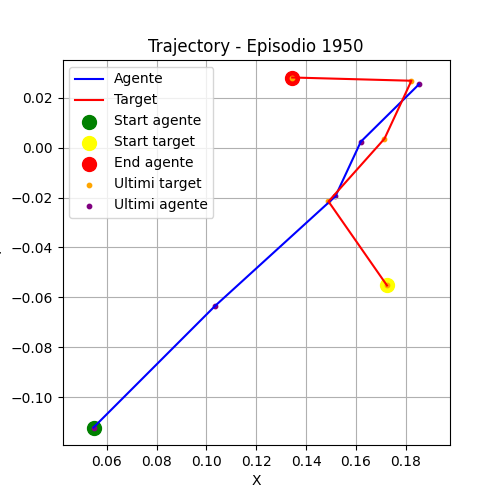 Trajectory - Episodio 1950
Agente
Target
Start agente
Start target
End agente
Ultimi target
Ultimi agente
0.02
0.00
−0.02
−0.04
−0.06
−0.08
−0.10
0.06 0.08 0.10 0.12 0.14 0.16 0.18
X